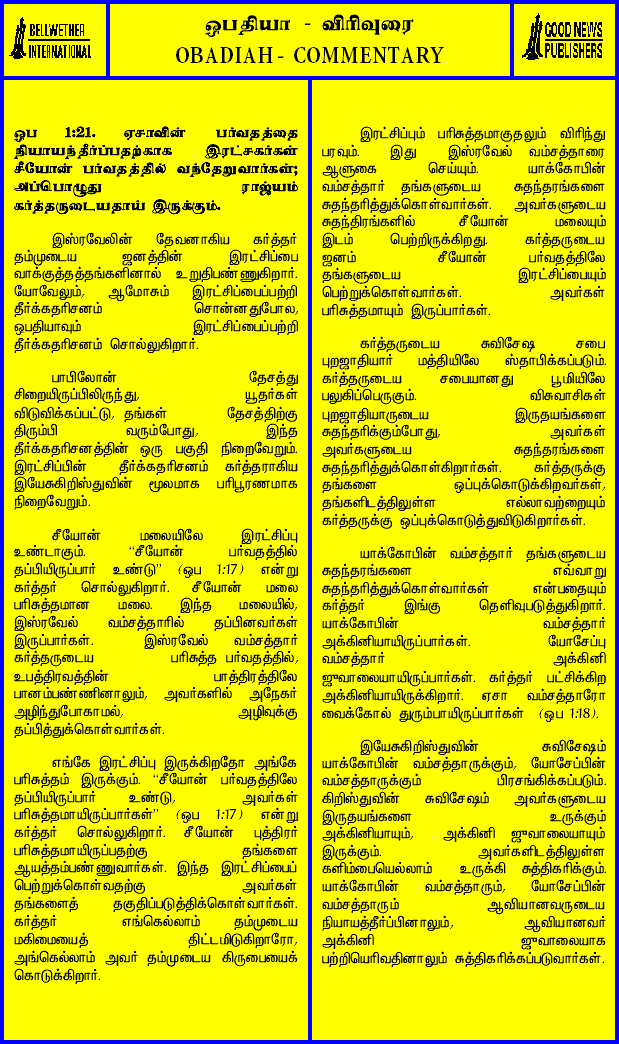 BELLWETHER
INTERNATIONAL
ஒபதியா - விரிவுரை
OBADIAH - COMMENTARY
GOOD NEWS
PUBLISHERS
ஒப 1:21. ஏசாவின் பர்வதத்தை
நியாயந்தீர்ப்பதற்காக இரட்சகர்கள்
சீயோன் பர்வதத்தில் வந்தேறுவார்கள்;
அப்பொழுது ராஜ்யம்
கர்த்தருடையதாய் இருக்கும்.
இஸ்ரவேலின் தேவனாகிய கர்த்தர்
தம்முடைய ஜனத்தின் இரட்சிப்பை
வாக்குத்தத்தங்களினால் உறுதிபண்ணுகிறார்.
யோவேலும், ஆமோசும் இரட்சிப்பைப்பற்றி
தீர்க்கதரிசனம் சொன்னதுபோல,
ஒபதியாவும் இரட்சிப்பைப்பற்றி
தீர்க்கதரிசனம் சொல்லுகிறார்.
பாபிலோன் தேசத்து
சிறையிருப்பிலிருந்து, யூதர்கள்
விடுவிக்கப்பட்டு, தங்கள் தேசத்திற்கு
திரும்பி வரும்போது, இந்த
தீர்க்கதரிசனத்தின் ஒரு பகுதி நிறைவேறும்.
இரட்சிப்பின் தீர்க்கதரிசனம் கர்த்தராகிய
இயேசுகிறிஸ்துவின் மூலமாக பரிபூரணமாக
நிறைவேறும்.
சீயோன் மலையிலே இரட்சிப்பு
உண்டாகும். “சீயோன் பர்வதத்தில்
தப்பியிருப்பார் உண்டு” (ஒப 1:17) என்று
கர்த்தர் சொல்லுகிறார். சீயோன் மலை
பரிசுத்தமான மலை. இந்த மலையில்,
இஸ்ரவேல் வம்சத்தாரில் தப்பினவர்கள்
இருப்பார்கள். இஸ்ரவேல் வம்சத்தார்
கர்த்தருடைய பரிசுத்த பர்வதத்தில்,
உபத்திரவத்தின் பாத்திரத்திலே
பானம்பண்ணினாலும், அவர்களில் அநேகர்
அழிந்துபோகாமல், அழிவுக்கு
தப்பித்துக்கொள்வார்கள்.
எங்கே இரட்சிப்பு இருக்கிறதோ அங்கே
பரிசுத்தம் இருக்கும். “சீயோன் பர்வதத்திலே
தப்பியிருப்பார் உண்டு, அவர்கள்
பரிசுத்தமாயிருப்பார்கள்” (ஒப 1:17) என்று
கர்த்தர் சொல்லுகிறார். சீயோன் புத்திரர்
பரிசுத்தமாயிருப்பதற்கு தங்களை
ஆயத்தம்பண்ணுவார்கள். இந்த இரட்சிப்பைப்
பெற்றுக்கொள்வதற்கு அவர்கள்
தங்களைத் தகுதிப்படுத்திக்கொள்வார்கள்.
கர்த்தர் எங்கெல்லாம் தம்முடைய
மகிமையைத் திட்டமிடுகிறாரோ,
அங்கெல்லாம் அவர் தம்முடைய கிருபையைக்
கொடுக்கிறார்.
இரட்சிப்பும் பரிசுத்தமாகுதலும் விரிந்து
பரவும். இது இஸ்ரவேல் வம்சத்தாரை
ஆளுகை செய்யும். யாக்கோபின்
வம்சத்தார் தங்களுடைய சுதந்தரங்களை
சுதந்தரித்துக்கொள்வார்கள். அவர்களுடைய
சுதந்திரங்களில் சீயோன் மலையும்
இடம் பெற்றிருக்கிறது. கர்த்தருடைய
ஜனம் சீயோன் பர்வதத்திலே
தங்களுடைய இரட்சிப்பையும்
பெற்றுக்கொள்வார்கள். அவர்கள்
பரிசுத்தமாயும் இருப்பார்கள்.
கர்த்தருடைய சுவிசேஷ சபை
புறஜாதியார் மத்தியிலே ஸ்தாபிக்கப்படும்.
கர்த்தருடைய சபையானது பூமியிலே
பலுகிப்பெருகும். விசுவாசிகள்
புறஜாதியாருடைய இருதயங்களை
சுதந்தரிக்கும்போது, அவர்கள்
அவர்களுடைய சுதந்தரங்களை
சுதந்தரித்துக்கொள்கிறார்கள். கர்த்தருக்கு
தங்களை ஒப்புக்கொடுக்கிறவர்கள்,
தங்களிடத்திலுள்ள எல்லாவற்றையும்
கர்த்தருக்கு ஒப்புக்கொடுத்துவிடுகிறார்கள்.
யாக்கோபின் வம்சத்தார் தங்களுடைய
சுதந்தரங்களை எவ்வாறு
சுதந்தரித்துக்கொள்வார்கள் என்பதையும்
கர்த்தர் இங்கு தெளிவுபடுத்துகிறார்.
யாக்கோபின் வம்சத்தார்
அக்கினியாயிருப்பார்கள். யோசேப்பு
வம்சத்தார் அக்கினி
ஜுவாலையாயிருப்பார்கள். கர்த்தர் பட்சிக்கிற
அக்கினியாயிருக்கிறார். ஏசா வம்சத்தாரோ
வைக்கோல் துரும்பாயிருப்பார்கள் (ஒப 1:18).
இயேசுகிறிஸ்துவின் சுவிசேஷம்
யாக்கோபின் வம்சத்தாருக்கும், யோசேப்பின்
வம்சத்தாருக்கும் பிரசங்கிக்கப்படும்.
கிறிஸ்துவின் சுவிசேஷம் அவர்களுடைய
இருதயங்களை உருக்கும்
அக்கினியாயும், அக்கினி ஜுவாலையாயும்
இருக்கும். அவர்களிடத்திலுள்ள
களிம்பையெல்லாம் உருக்கி சுத்திகரிக்கும்.
யாக்கோபின் வம்சத்தாரும், யோசேப்பின்
வம்சத்தாரும் ஆவியானவருடைய
நியாயத்தீர்ப்பினாலும், ஆவியானவர்
அக்கினி ஜுவாலையாக
பற்றியெரிவதினாலும் சுத்திகரிக்கப்படுவார்கள்.